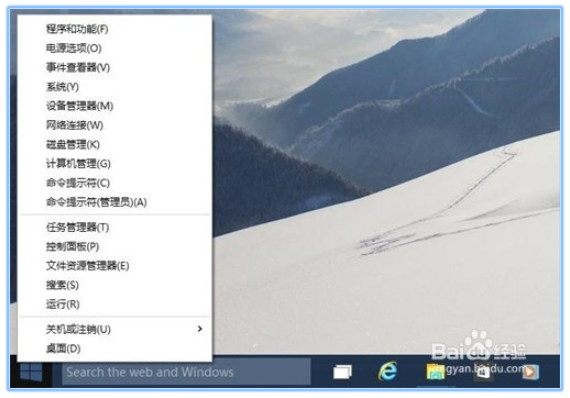 程序和功能(F)
电源选项(O)
事件查看器(V)
系统(Y)
设备管理器(M)
网络连接(W)
磁盘管理(K)
计算机管理(G)
命令提示符(C)
命令提示符(管理员)(A)
任务管理器(T)
控制面板(P)
文件资源管理器(E)
搜索(S)
运行(R)
关机或注销(U)
桌面(D)
Search the web and Windows
Baidu 经验
jingyan.baidu.com